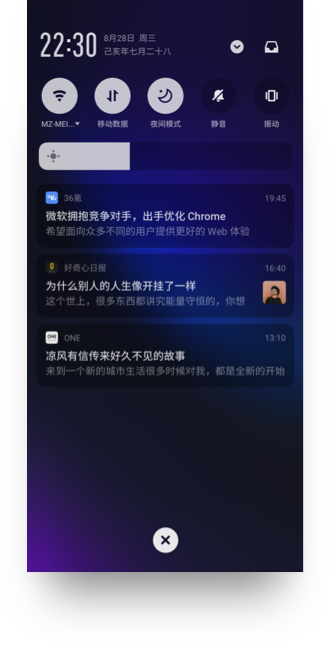 22:30
8月28日 周三
己亥年七月二十八
MZ-MEI...▾
移动数据
夜间模式
静音
振动
36氪
19:45
微软拥抱竞争对手，出手优化 Chrome
希望面向众多不同的用户提供更好的 Web 体验
好奇心日报
16:40
为什么别人的人生像开挂了一样
这个世上，很多东西都讲究能量守恒的，你想
ONE
13:10
凉风有信传来好久不见的故事
来到一个新的城市生活很多时候对我，都是全新的开始